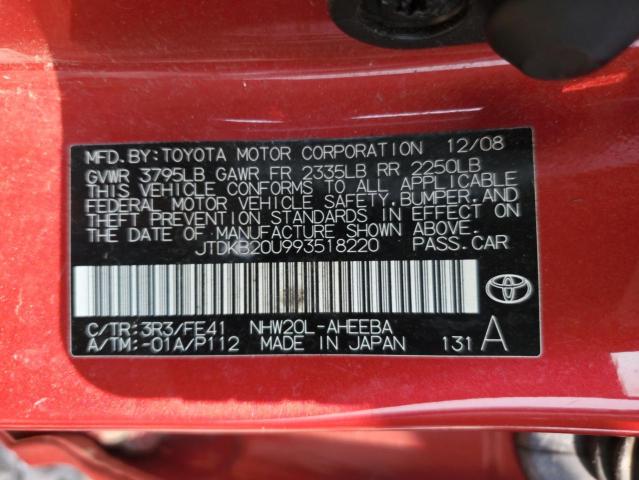 MFD.BY:TOYOTA MOTOR CORPORATION 12/08
GVWR 3795LB GAWR FR 2335LB RR 2250LB
THIS VEHICLE CONFORMS TO ALL APPLICABLE
FEDERAL MOTOR VEHICLE SAFETY,BUMPER,AND
THEFT PREVENTION STANDARDS IN EFFECT ON
THE DATE OF MANUFACTURE SHOWN ABOVE.
JTDKB20U993518220 PASS.CAR
C/TR:3R3/FE41 NHW20L-AHEEBA
A/TM:-01A/P112 MADE IN JAPAN 131 A